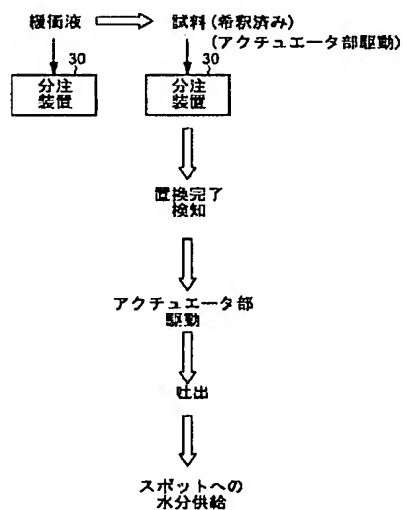 緩衝液 試料(希釈済み)
(アクチュエータ部駆動)
30 30
分注
装置
分注
装置
置換完了
検知
アクチュエータ部
駆動
吐出
スポットへの
水分供給